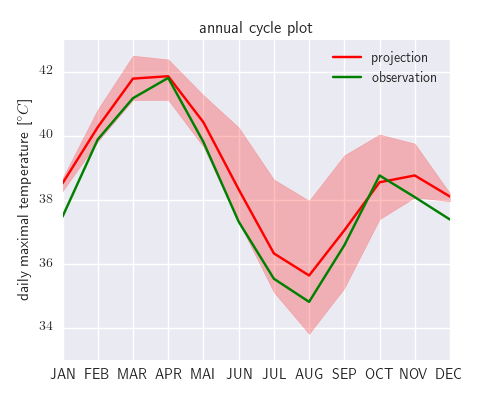 annual cycle plot
projection
observation
daily maximal temperature [°C]
42
40
38
36
34
JAN FEB MAR APR MAI JUN JUL AUG SEP OCT NOV DEC